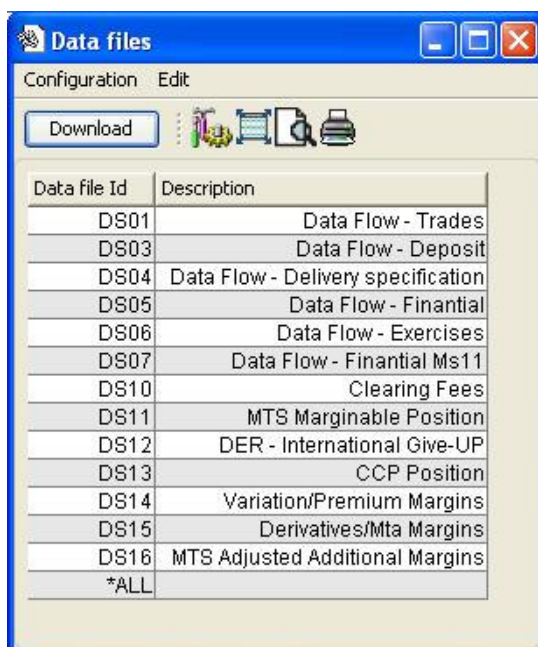 Data files
Configuration Edit
Download
Data file Id Description
DS01 Data Flow - Trades
DS03 Data Flow - Deposit
DS04 Data Flow - Delivery specification
DS05 Data Flow - Finantial
DS06 Data Flow - Exercises
DS07 Data Flow - Finantial Ms11
DS10 Clearing Fees
DS11 MTS Marginable Position
DS12 DER - International Give-UP
DS13 CCP Position
DS14 Variation/Premium Margins
DS15 Derivatives/Mta Margins
DS16 MTS Adjusted Additional Margins
*ALL